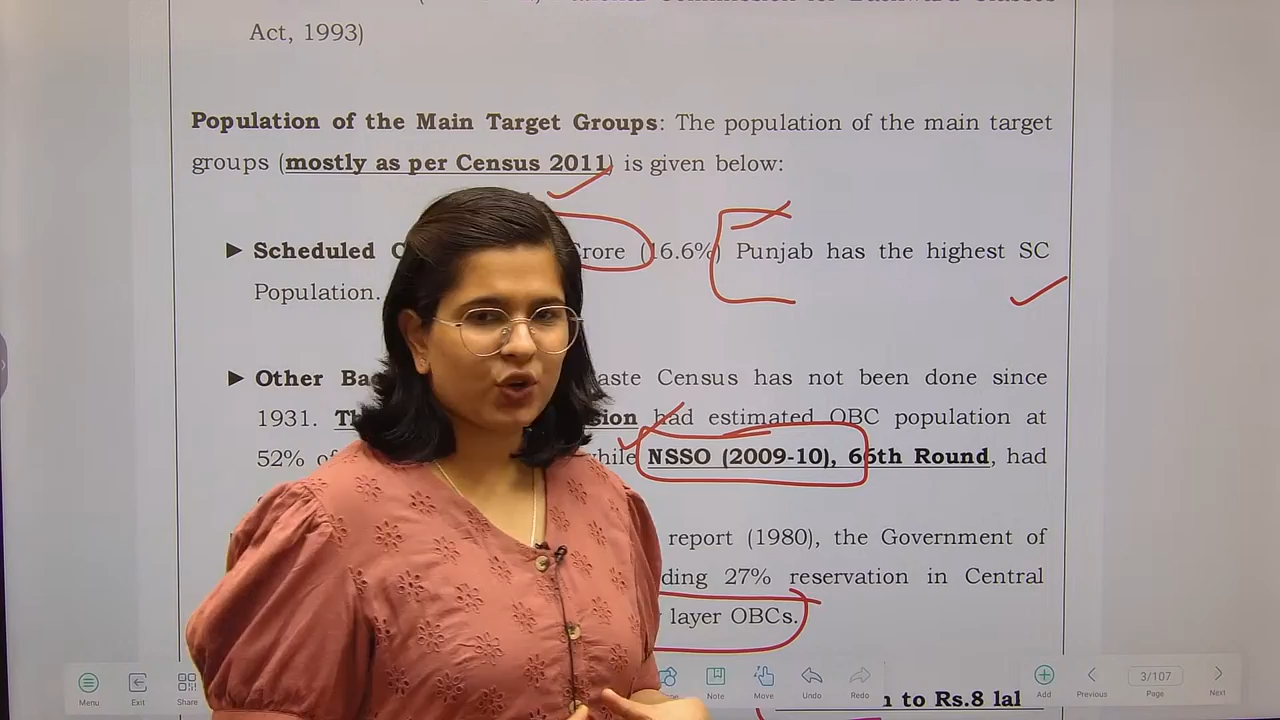 Act, 1993)
Population of the Main Target Groups: The population of the main target
groups (mostly as per Census 2011) is given below:
► Scheduled rore (16.6%) Punjab has the highest SC
Population.
► Other Ba aste Census has not been done since
1931. sion had estimated OBC population at
52% while NSSO (2009-10), 66th Round, had
report (1980), the Government of
ding 27% reservation in Central
layer OBCs.
to Rs.8 lal
Menu Exit Share Note Move Undo Redo Add Previous 3/107 Page Next